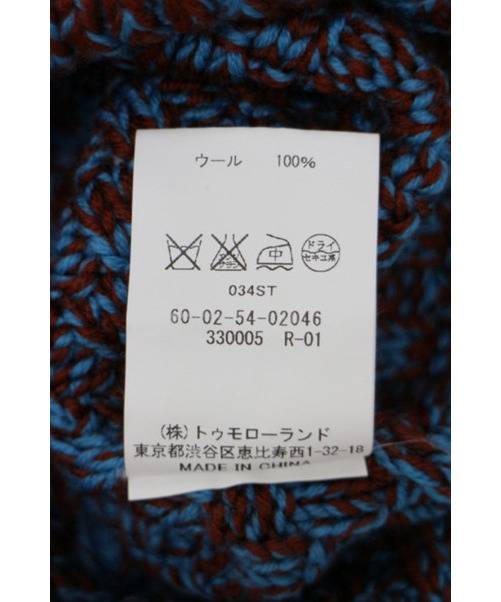 ウール 100%
中 ドライ セキユ系
034ST
60-02-54-02046
330005 R-01
(株)トゥモローランド
東京都渋谷区恵比寿西1-32-18
MADE IN CHINA